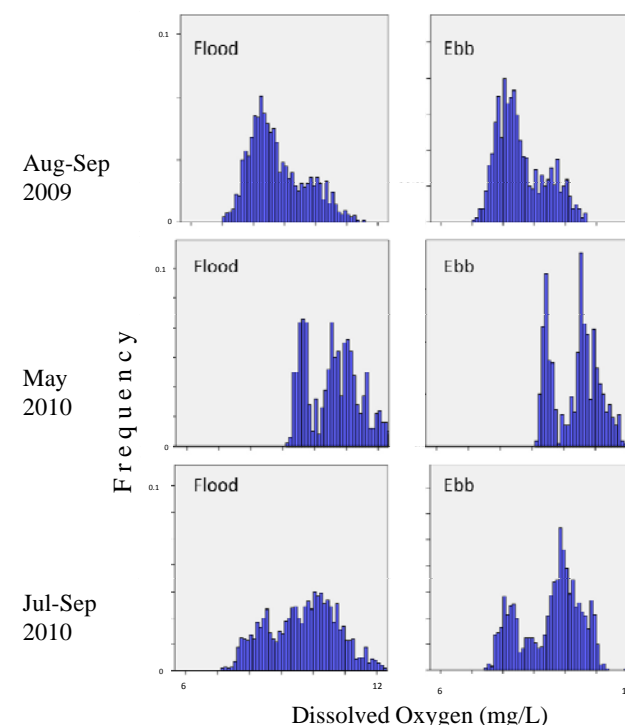 0.1
Flood
Ebb
Aug-Sep
2009
0
0.1
Flood
Ebb
May
2010
0
Frequency
0.1
Flood
Ebb
Jul-Sep
2010
0
6
12
6
1
Dissolved Oxygen (mg/L)